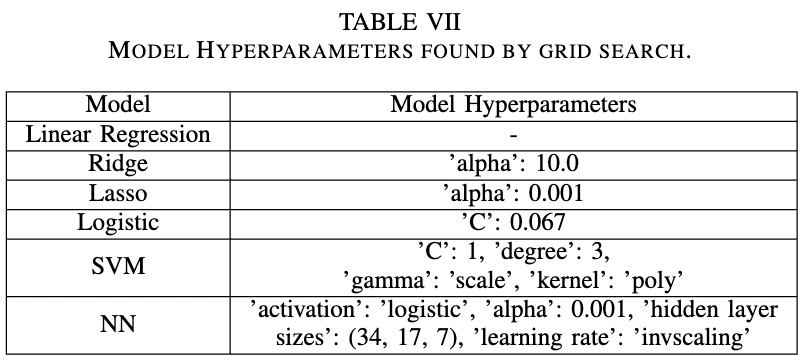 TABLE VII
MODEL HYPERPARAMETERS FOUND BY GRID SEARCH.
Model Model Hyperparameters
Linear Regression -
Ridge ’alpha’: 10.0
Lasso ’alpha’: 0.001
Logistic ’C’: 0.067
SVM ’C’: 1, ’degree’: 3,
’gamma’: ’scale’, ’kernel’: ’poly’
NN ’activation’: ’logistic’, ’alpha’: 0.001, ’hidden layer
sizes’: (34, 17, 7), ’learning rate’: ’invscaling’